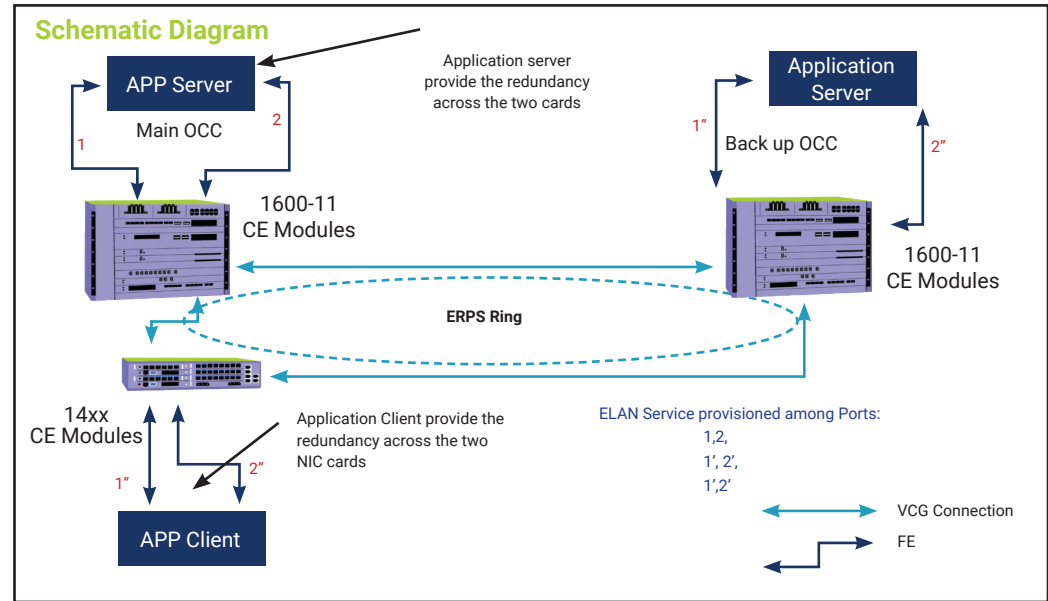 Schematic Diagram
APP Server
Main OCC
1
2
Application server
provide the redundancy
across the two cards
Application
Server
1”
Back up OCC
2”
1600-11
CE Modules
1600-11
CE Modules
ERPS Ring
14xx
CE Modules
Application Client provide the
redundancy across the two
NIC cards
1”
2”
APP Client
ELAN Service provisioned among Ports:
1,2,
1’, 2’,
1’,2’
VCG Connection
FE